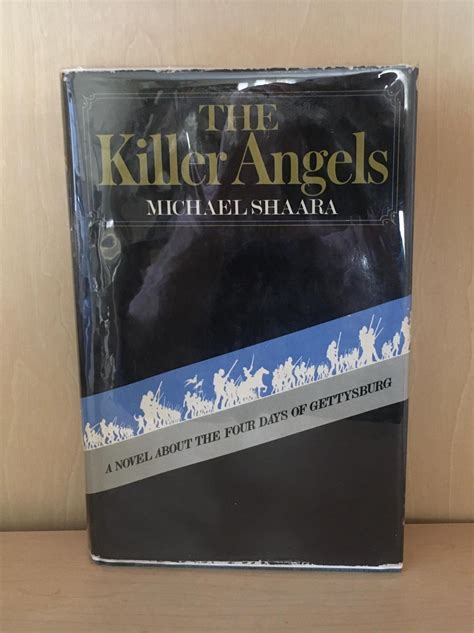 THE
Killer Angels
MICHAEL SHAARA
A NOVEL ABOUT THE FOUR DAYS OF GETTYSBURG